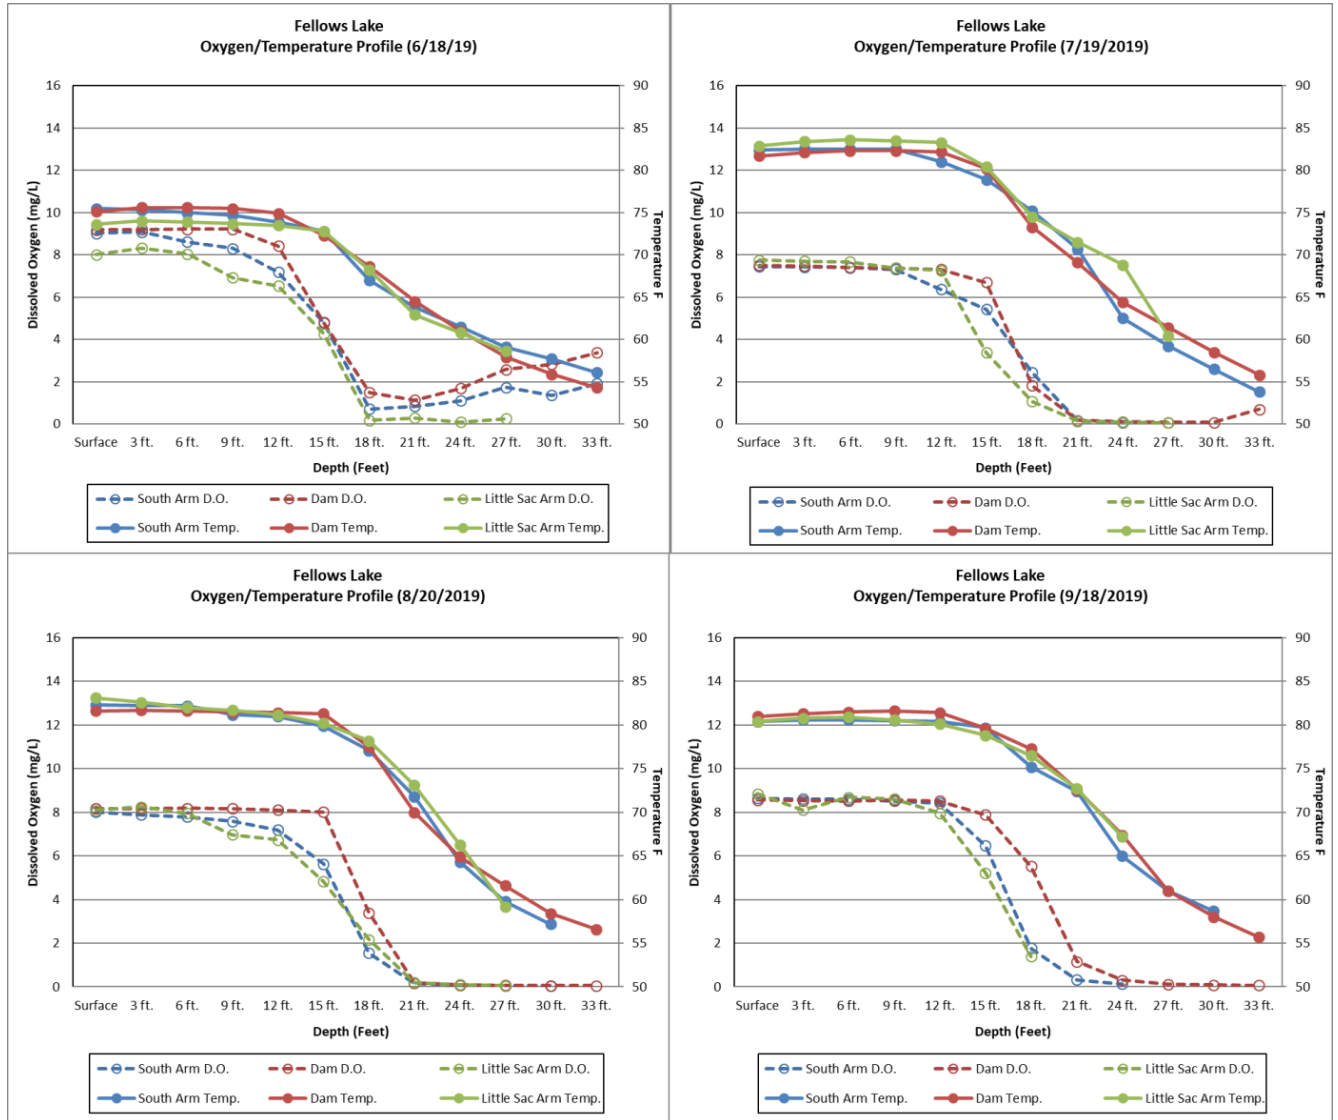 Fellows Lake
Oxygen/Temperature Profile (6/18/19)
16
14
12
10
8
6
4
2
0
Dissolved Oxygen (mg/L)
90
85
80
75
70
65
60
55
50
Temperature F
Surface 3 ft. 6 ft. 9 ft. 12 ft. 15 ft. 18 ft. 21 ft. 24 ft. 27 ft. 30 ft. 33 ft.
Depth (Feet)
South Arm D.O. Dam D.O. Little Sac Arm D.O.
South Arm Temp. Dam Temp. Little Sac Arm Temp.
Fellows Lake
Oxygen/Temperature Profile (7/19/2019)
16
14
12
10
8
6
4
2
0
Dissolved Oxygen (mg/L)
90
85
80
75
70
65
60
55
50
Temperature F
Surface 3 ft. 6 ft. 9 ft. 12 ft. 15 ft. 18 ft. 21 ft. 24 ft. 27 ft. 30 ft. 33 ft.
Depth (Feet)
South Arm D.O. Dam D.O. Little Sac Arm D.O.
South Arm Temp. Dam Temp. Little Sac Arm Temp.
Fellows Lake
Oxygen/Temperature Profile (8/20/2019)
16
14
12
10
8
6
4
2
0
Dissolved Oxygen (mg/L)
90
85
80
75
70
65
60
55
50
Temperature F
Surface 3 ft. 6 ft. 9 ft. 12 ft. 15 ft. 18 ft. 21 ft. 24 ft. 27 ft. 30 ft. 33 ft.
Depth (Feet)
South Arm D.O. Dam D.O. Little Sac Arm D.O.
South Arm Temp. Dam Temp. Little Sac Arm Temp.
Fellows Lake
Oxygen/Temperature Profile (9/18/2019)
16
14
12
10
8
6
4
2
0
Dissolved Oxygen (mg/L)
90
85
80
75
70
65
60
55
50
Temperature F
Surface 3 ft. 6 ft. 9 ft. 12 ft. 15 ft. 18 ft. 21 ft. 24 ft. 27 ft. 30 ft. 33 ft.
Depth (Feet)
South Arm D.O. Dam D.O. Little Sac Arm D.O.
South Arm Temp. Dam Temp. Little Sac Arm Temp.